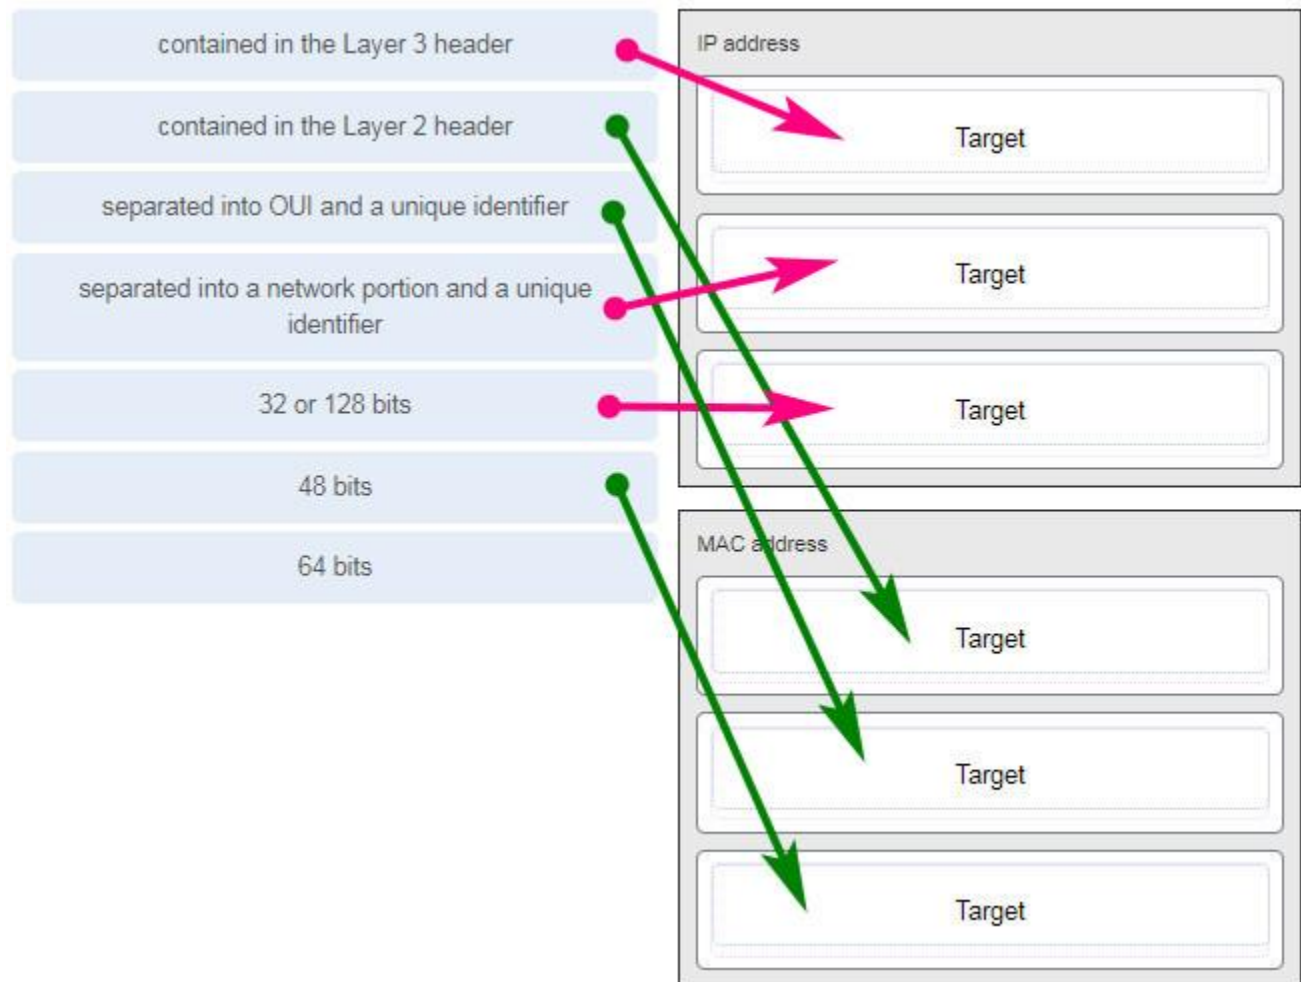 contained in the Layer 3 header
contained in the Layer 2 header
separated into OUI and a unique identifier
separated into a network portion and a unique
identifier
32 or 128 bits
48 bits
64 bits
IP address
Target
Target
Target
MAC address
Target
Target
Target